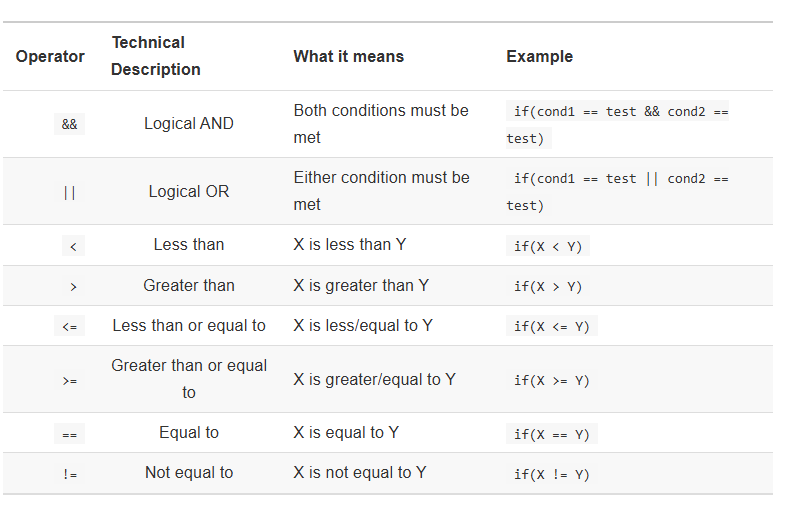 Operator Technical Description What it means Example
&& Logical AND Both conditions must be met if(cond1 == test && cond2 == test)
|| Logical OR Either condition must be met if(cond1 == test || cond2 == test)
< Less than X is less than Y if(X < Y)
> Greater than X is greater than Y if(X > Y)
<= Less than or equal to X is less/equal to Y if(X <= Y)
>= Greater than or equal to X is greater/equal to Y if(X >= Y)
== Equal to X is equal to Y if(X == Y)
!= Not equal to X is not equal to Y if(X != Y)